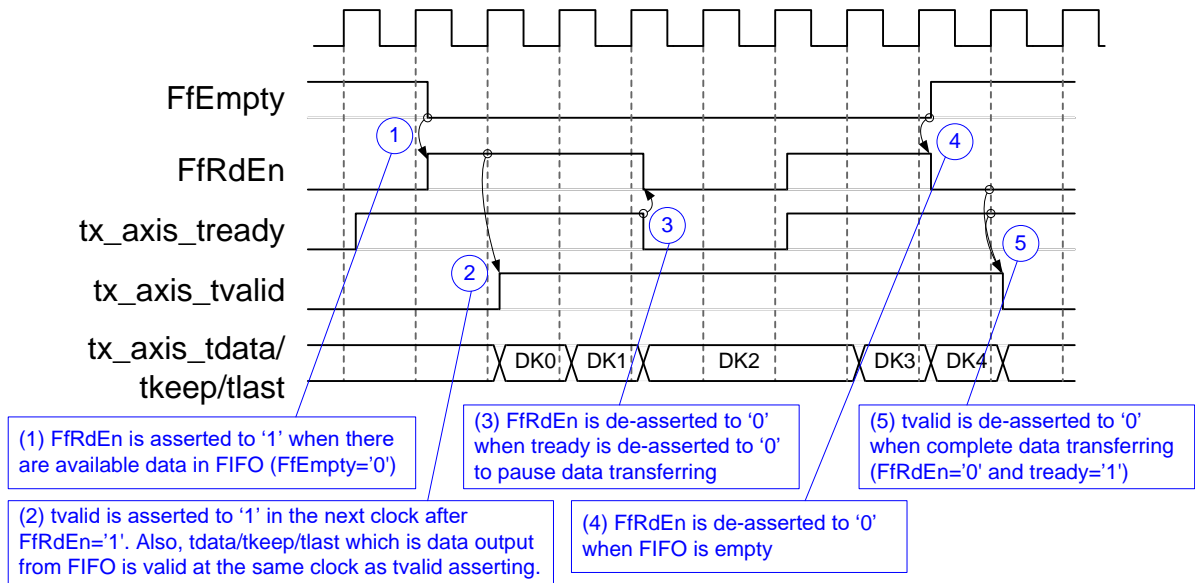 FfEmpty
1
4
FfRdEn
tx_axis_tready
3
5
2
tx_axis_tvalid
tx_axis_tdata/
tkeep/tlast
DK0
DK1
DK2
DK3
DK4
(1) FfRdEn is asserted to ‘1’ when there
are available data in FIFO (FfEmpty=’0’)
(3) FfRdEn is de-asserted to ‘0’
when tready is de-asserted to ‘0’
to pause data transferring
(5) tvalid is de-asserted to ‘0’
when complete data transferring
(FfRdEn='0' and tready='1')
(2) tvalid is asserted to ‘1’ in the next clock after
FfRdEn='1'. Also, tdata/tkeep/tlast which is data output
from FIFO is valid at the same clock as tvalid asserting.
(4) FfRdEn is de-asserted to ‘0’
when FIFO is empty